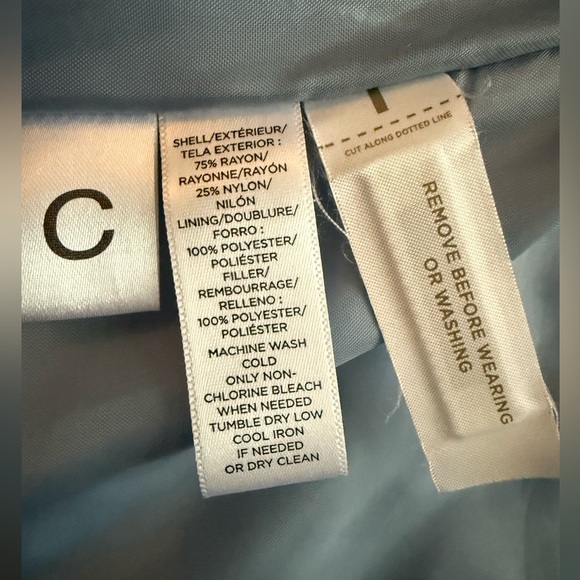 C
SHELL/EXTÉRIEUR/
TELA EXTERIOR :
75% RAYON/
RAYONNE/RAYÓN
25% NYLON/
NILÓN
LINING/DOUBLURE/
FORRO :
100% POLYESTER/
POLIÉSTER
FILLER/
REMBOURRAGE/
RELLENO :
100% POLYESTER/
POLIÉSTER
MACHINE WASH
COLD
ONLY NON-
CHLORINE BLEACH
WHEN NEEDED
TUMBLE DRY LOW
COOL IRON
IF NEEDED
OR DRY CLEAN
CUT ALONG DOTTED LINE
REMOVE BEFORE WEARING
OR WASHING